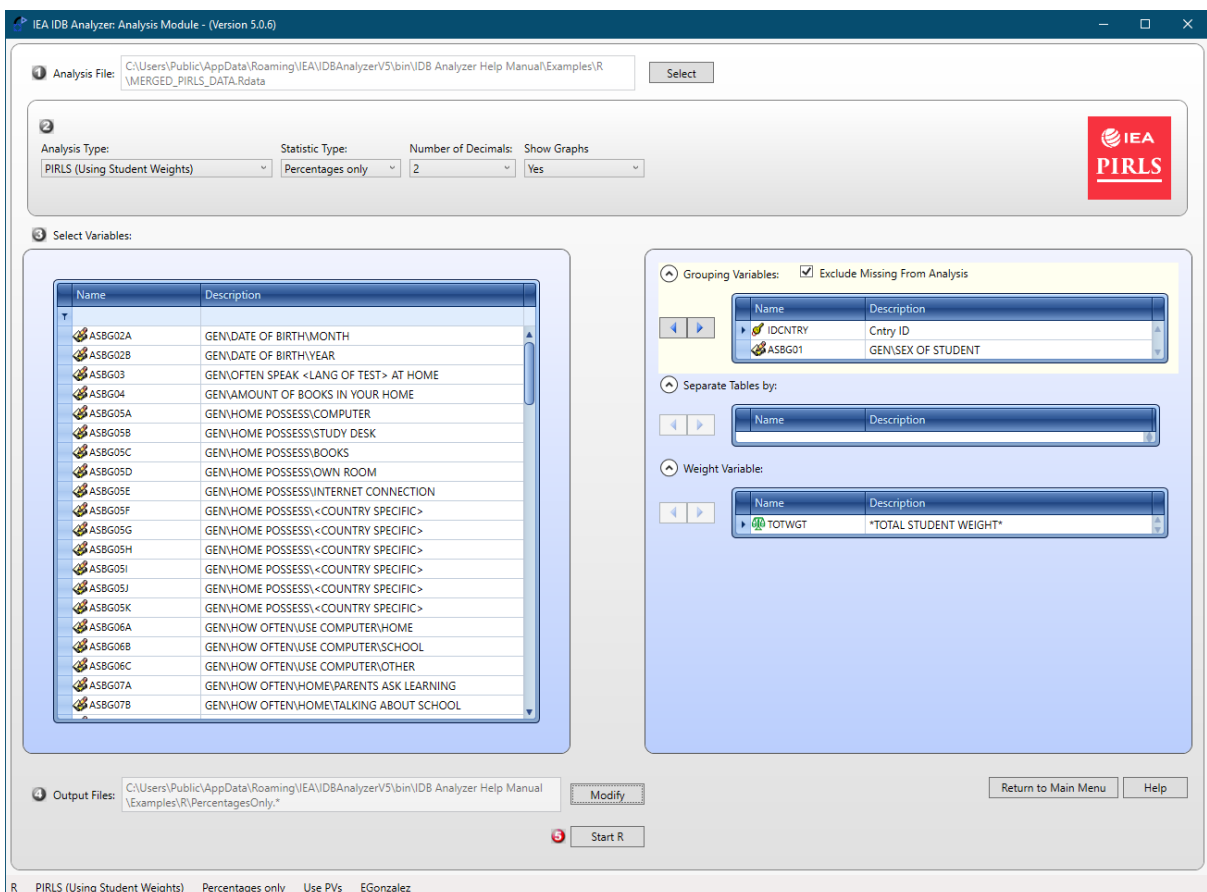 IEA IDB Analyzer: Analysis Module - (Version 5.0.6)
1 Analysis File: C:\Users\Public\AppData\Roaming\IEA\IDBAnalyzerV5\bin\IDB Analyzer Help Manual\Examples\R
\MERGED_PIRLS_DATA.Rdata
Select
2
Analysis Type: Statistic Type: Number of Decimals: Show Graphs
PIRLS (Using Student Weights) Percentages only 2 Yes
IEA
PIRLS
3 Select Variables:
Name Description
ASBG02A GEN\DATE OF BIRTH\MONTH
ASBG02B GEN\DATE OF BIRTH\YEAR
ASBG03 GEN\OFTEN SPEAK <LANG OF TEST> AT HOME
ASBG04 GEN\AMOUNT OF BOOKS IN YOUR HOME
ASBG05A GEN\HOME POSSESS\COMPUTER
ASBG05B GEN\HOME POSSESS\STUDY DESK
ASBG05C GEN\HOME POSSESS\BOOKS
ASBG05D GEN\HOME POSSESS\OWN ROOM
ASBG05E GEN\HOME POSSESS\INTERNET CONNECTION
ASBG05F GEN\HOME POSSESS\<COUNTRY SPECIFIC>
ASBG05G GEN\HOME POSSESS\<COUNTRY SPECIFIC>
ASBG05H GEN\HOME POSSESS\<COUNTRY SPECIFIC>
ASBG05I GEN\HOME POSSESS\<COUNTRY SPECIFIC>
ASBG05J GEN\HOME POSSESS\<COUNTRY SPECIFIC>
ASBG05K GEN\HOME POSSESS\<COUNTRY SPECIFIC>
ASBG06A GEN\HOW OFTEN\USE COMPUTER\HOME
ASBG06B GEN\HOW OFTEN\USE COMPUTER\SCHOOL
ASBG06C GEN\HOW OFTEN\USE COMPUTER\OTHER
ASBG07A GEN\HOW OFTEN\HOME\PARENTS ASK LEARNING
ASBG07B GEN\HOW OFTEN\HOME\TALKING ABOUT SCHOOL
Grouping Variables: Exclude Missing From Analysis
Name Description
IDCNTRY Cntry ID
ASBG01 GEN\SEX OF STUDENT
Separate Tables by:
Name Description
Weight Variable:
Name Description
TOTWGT *TOTAL STUDENT WEIGHT*
4 Output Files: C:\Users\Public\AppData\Roaming\IEA\IDBAnalyzerV5\bin\IDB Analyzer Help Manual
\Examples\R\PercentagesOnly.*
Modify
Return to Main Menu Help
5 Start R
R PIRLS (Using Student Weights) Percentages only Use PVs EGonzalez